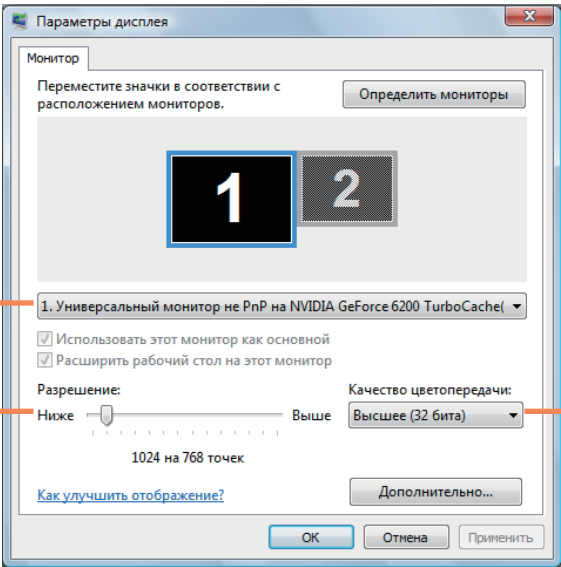 Параметры дисплея
Монитор
Переместите значки в соответствии с
расположением мониторов.
Определить мониторы
1
2
1. Универсальный монитор не PnP на NVIDIA GeForce 6200 TurboCache(
Использовать этот монитор как основной
Расширить рабочий стол на этот монитор
Разрешение:
Ниже
Выше
1024 на 768 точек
Качество цветопередачи:
Высшее (32 бита)
Как улучшить отображение?
Дополнительно...
ОК
Отмена
Применить